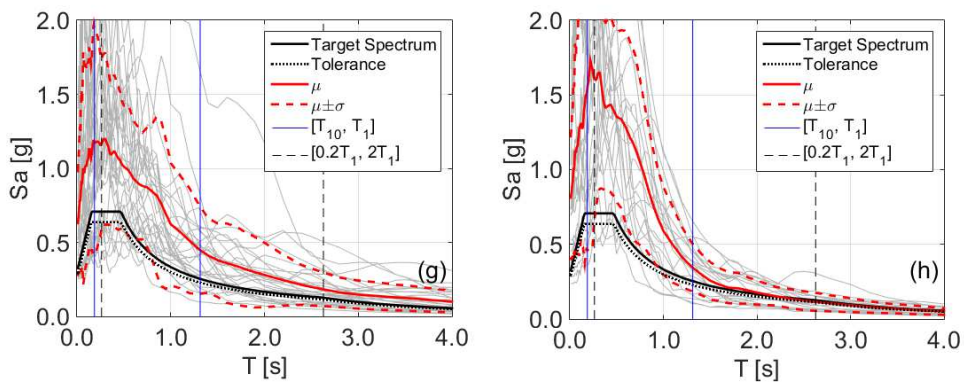 2.0
1.5
1.0
0.5
0.0
Sa [g]
0.0 1.0 2.0 3.0 4.0
T [s]
Target Spectrum
Tolerance
μ
μ±σ
[T10, T1]
[0.2T1, 2T1]
(g)
2.0
1.5
1.0
0.5
0.0
Sa [g]
0.0 1.0 2.0 3.0 4.0
T [s]
Target Spectrum
Tolerance
μ
μ±σ
[T10, T1]
[0.2T1, 2T1]
(h)